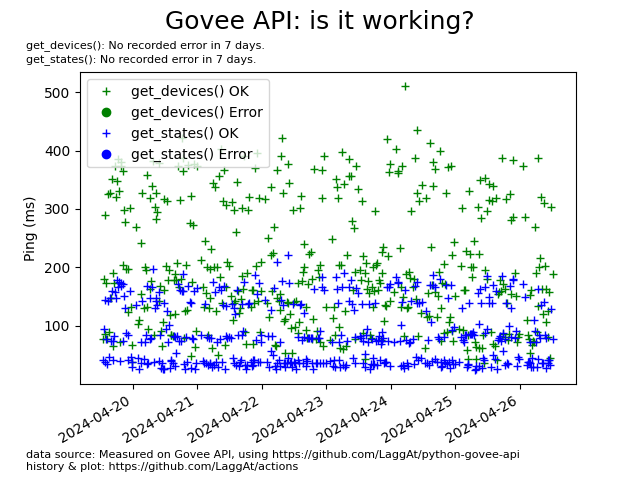 Govee API: is it working?
get_devices(): No recorded error in 7 days.
get_states(): No recorded error in 7 days.
get_devices() OK
get_devices() Error
get_states() OK
get_states() Error
Ping (ms)
500
400
300
200
100
2024-04-20
2024-04-21
2024-04-22
2024-04-23
2024-04-24
2024-04-25
2024-04-26
data source: Measured on Govee API, using https://github.com/LaggAt/python-govee-api
history & plot: https://github.com/LaggAt/actions